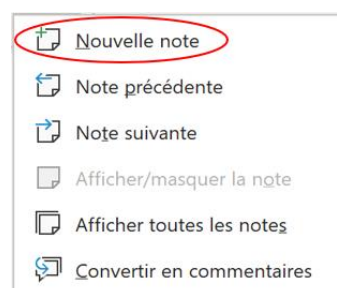 Nouvelle note
Note précédente
Note suivante
Afficher/masquer la note
Afficher toutes les notes
Convertir en commentaires